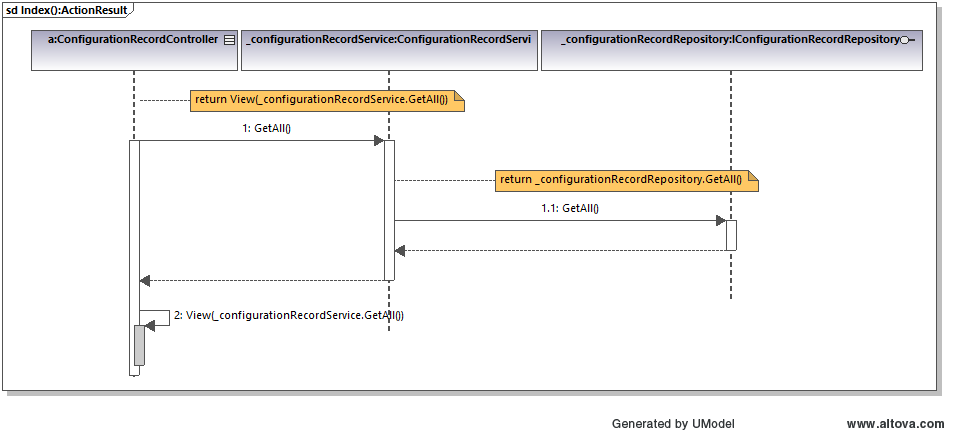 sd Index():ActionResult
a:ConfigurationRecordController
_configurationRecordService:ConfigurationRecordServi
_configurationRecordRepository:IConfigurationRecordRepository
return View(_configurationRecordService.GetAll())
1: GetAll()
return _configurationRecordRepository.GetAll()
1.1: GetAll()
2: View(_configurationRecordService.GetAll())
Generated by UModel
www.altova.com